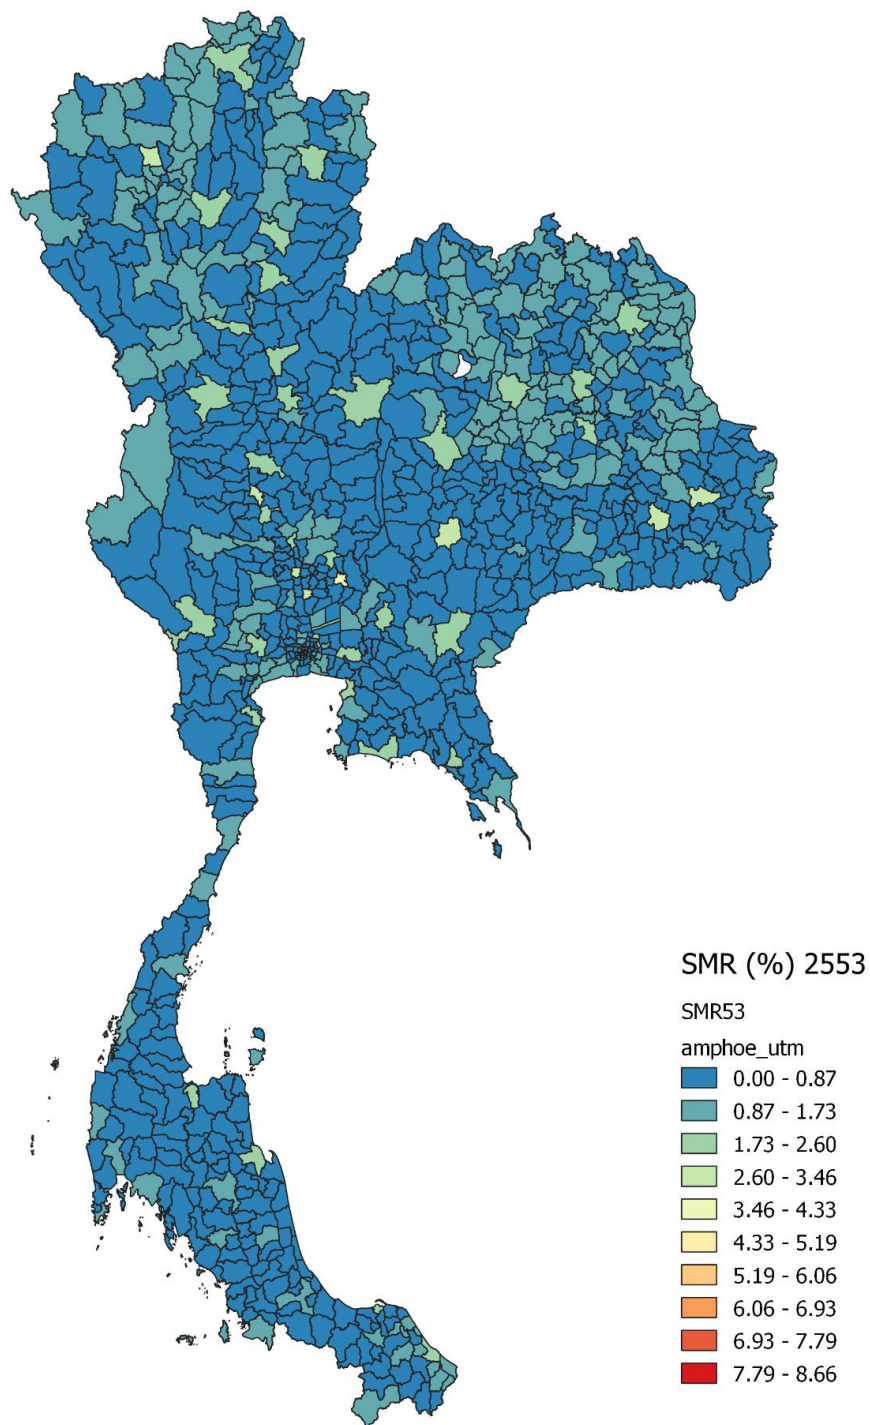 SMR (%) 2553
SMR53
amphoe_utm
0.00 - 0.87
0.87 - 1.73
1.73 - 2.60
2.60 - 3.46
3.46 - 4.33
4.33 - 5.19
5.19 - 6.06
6.06 - 6.93
6.93 - 7.79
7.79 - 8.66